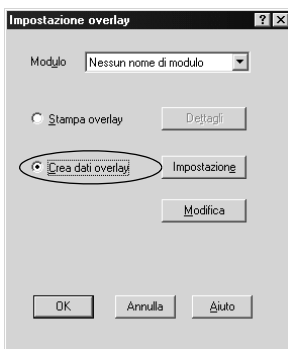 Impostazione overlay
Modulo Nessun nome di modulo
Stampa overlay Dettagli
Crea dati overlay Impostazione
Modifica
OK Annulla Aiuto